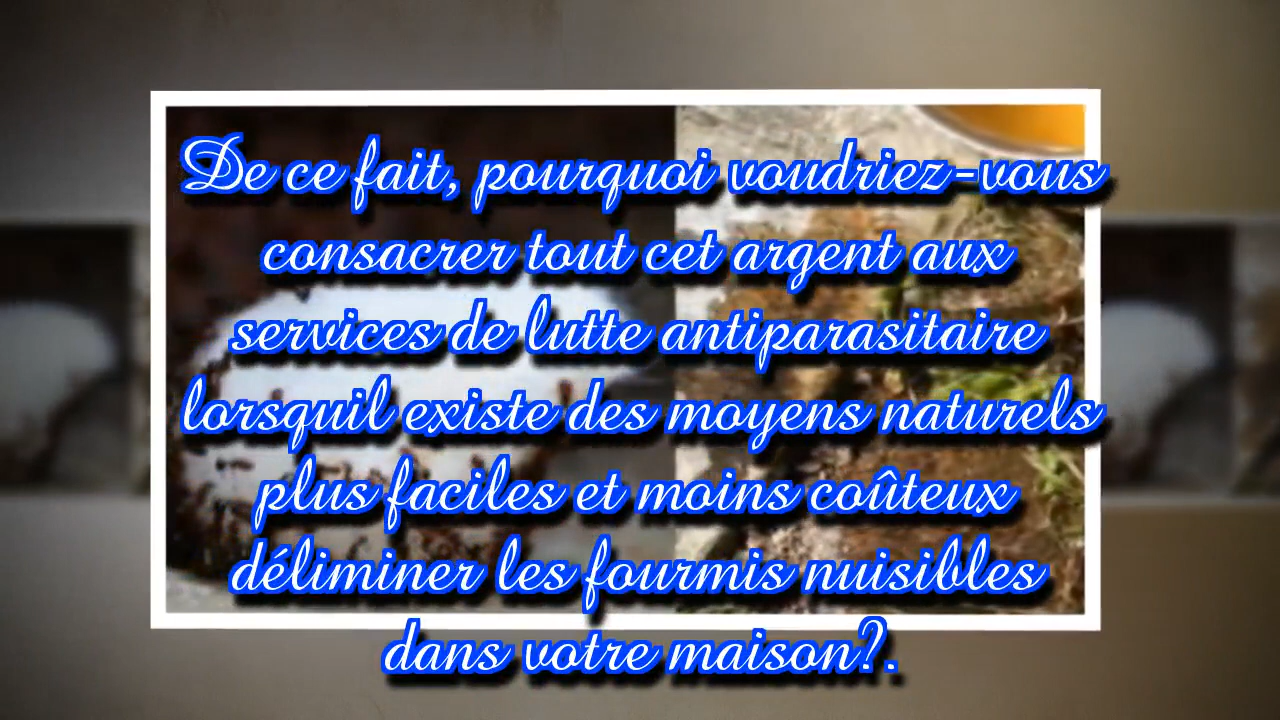 De ce fait, pourquoi voudriez-vous
consacrer tout cet argent aux
services de lutte antiparasitaire
lorsquil existe des moyens naturels
plus faciles et moins coûteux
déliminer les fourmis nuisibles
dans votre maison?.